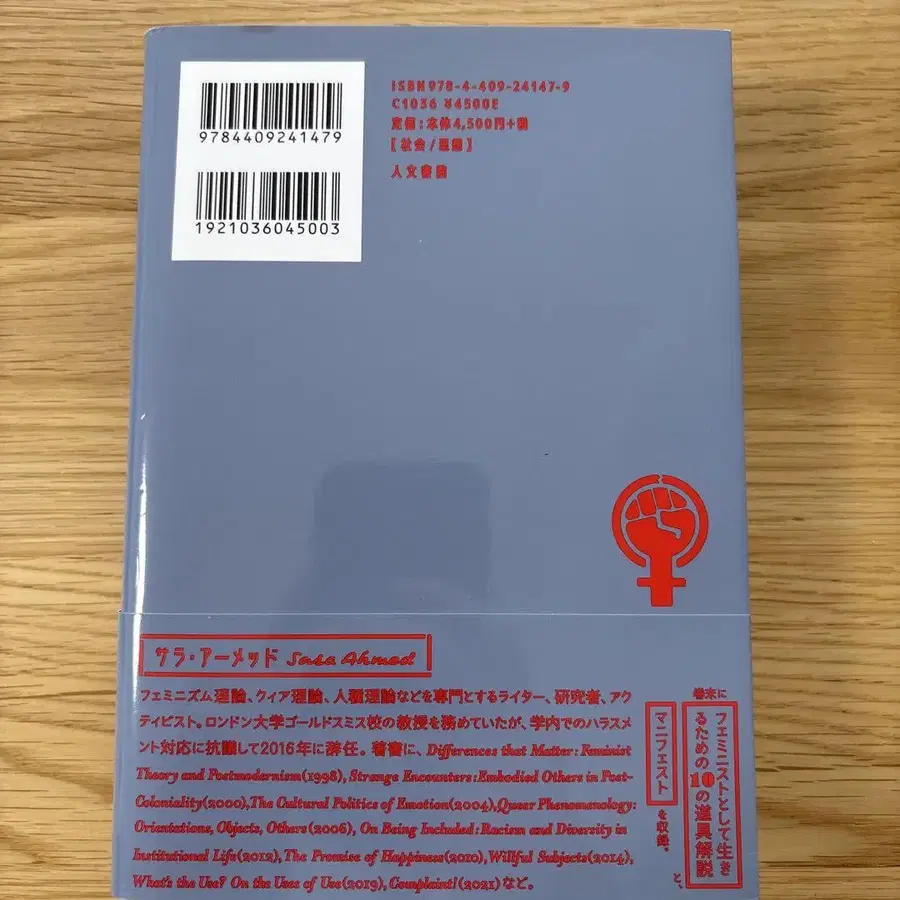 9784409241479
1921036045003
ISBN978-4-409-24147-9
C1036 ¥4500E
定価：本体4,500円+税
【社会/思想】
人文書院
サラ・アーメッド Sara Ahmed
フェミニズム理論、クィア理論、人種理論などを専門とするライター、研究者、アク
ティビスト。ロンドン大学ゴールドスミス校の教授を務めていたが、学内でのハラスメ
ント対応に抗議して2016年に辞任。著書に、Differences that Matter: Feminist
Theory and Postmodernism(1998), Strange Encounters: Embodied Others in Post-
Coloniality(2000), The Cultural Politics of Emotion(2004), Queer Phenomenology:
Orientations, Objects, Others (2006), On Being Included: Racism and Diversity in
Institutional Life(2012), The Promise of Happiness(2010), Willful Subjects(2014),
What's the Use? On the Uses of Use(2019), Complaint! (2021) など。
巻末に
フェミニストとして生き
るための10の道具解説
と、
マニフェスト
を収録。